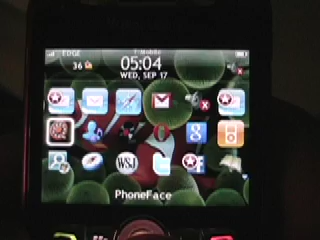 EDGE T-Mobile
36 05:04
WED, SEP 17
g
WSJ f
PhoneFace